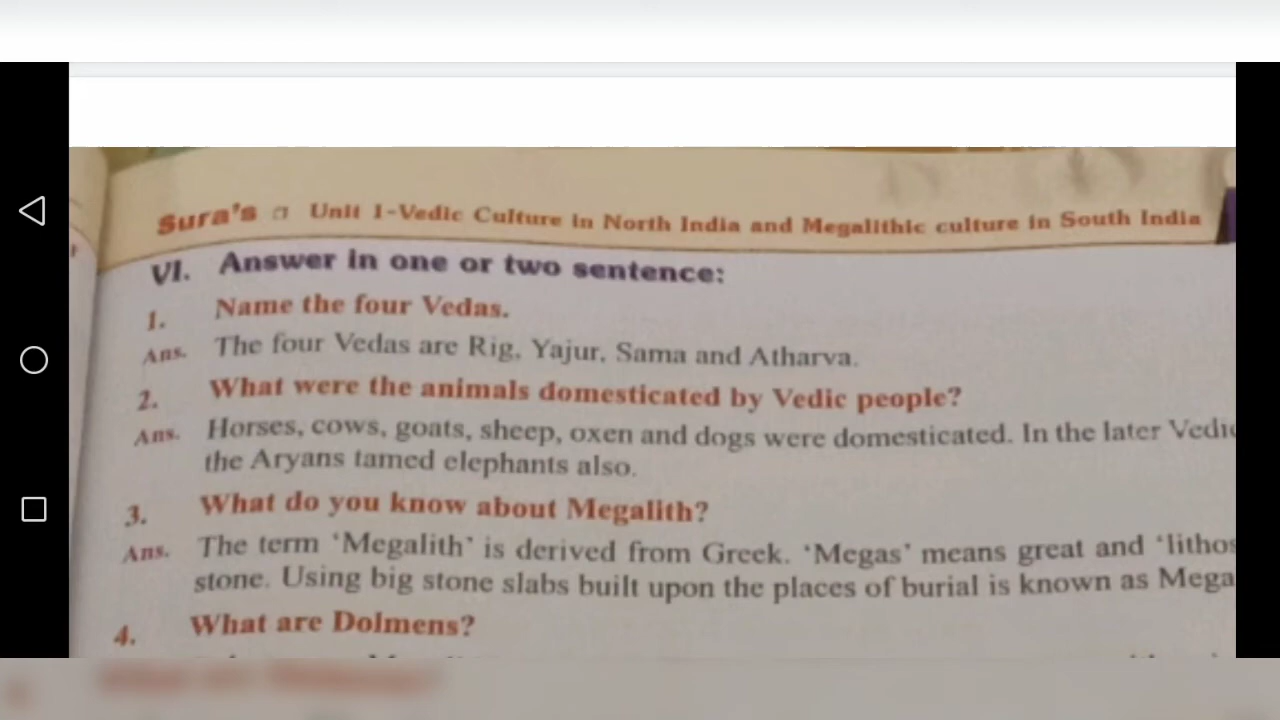 Sura's Unit 1-Vedic Culture in North India and Megalithic culture in South India
VI. Answer in one or two sentence:
1. Name the four Vedas.
Ans. The four Vedas are Rig, Yajur, Sama and Atharva.
2. What were the animals domesticated by Vedic people?
Ans. Horses, cows, goats, sheep, oxen and dogs were domesticated. In the later
the Aryans tamed elephants also.
3. What do you know about Megalith?
Ans. The term ‘Megalith’ is derived from Greek. ‘Megas’ means great and ‘lithos
stone. Using big stone slabs built upon the places of burial is known as
4. What are Dolmens?